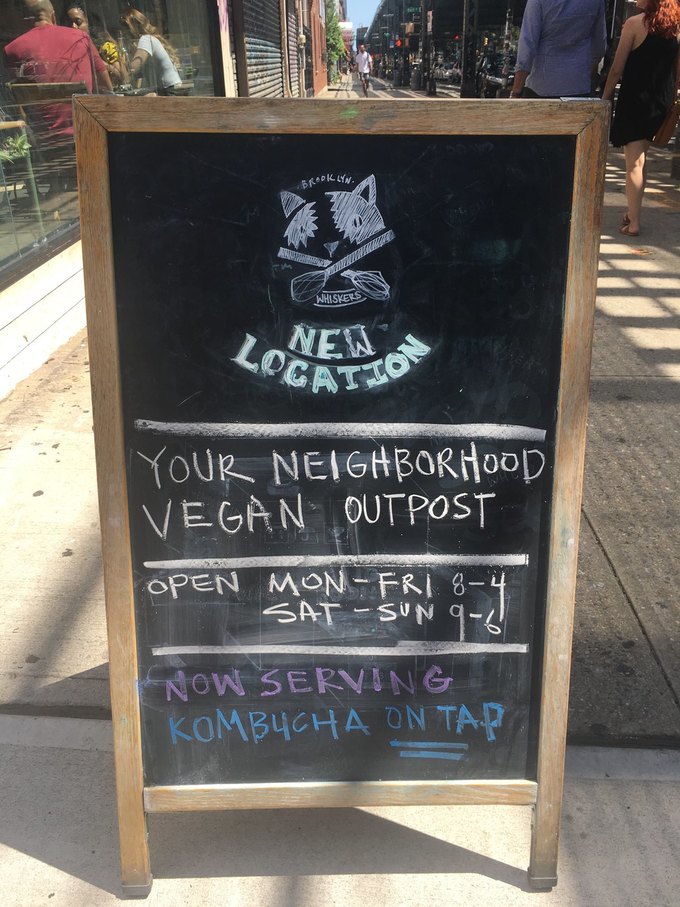 BROOKLYN
WHISKERS
NEW
LOCATION
YOUR NEIGHBORHOOD
VEGAN OUTPOST
OPEN MON-FRI 8-4
SAT-SUN 9-6
NOW SERVING
KOMBUCHA ON TAP